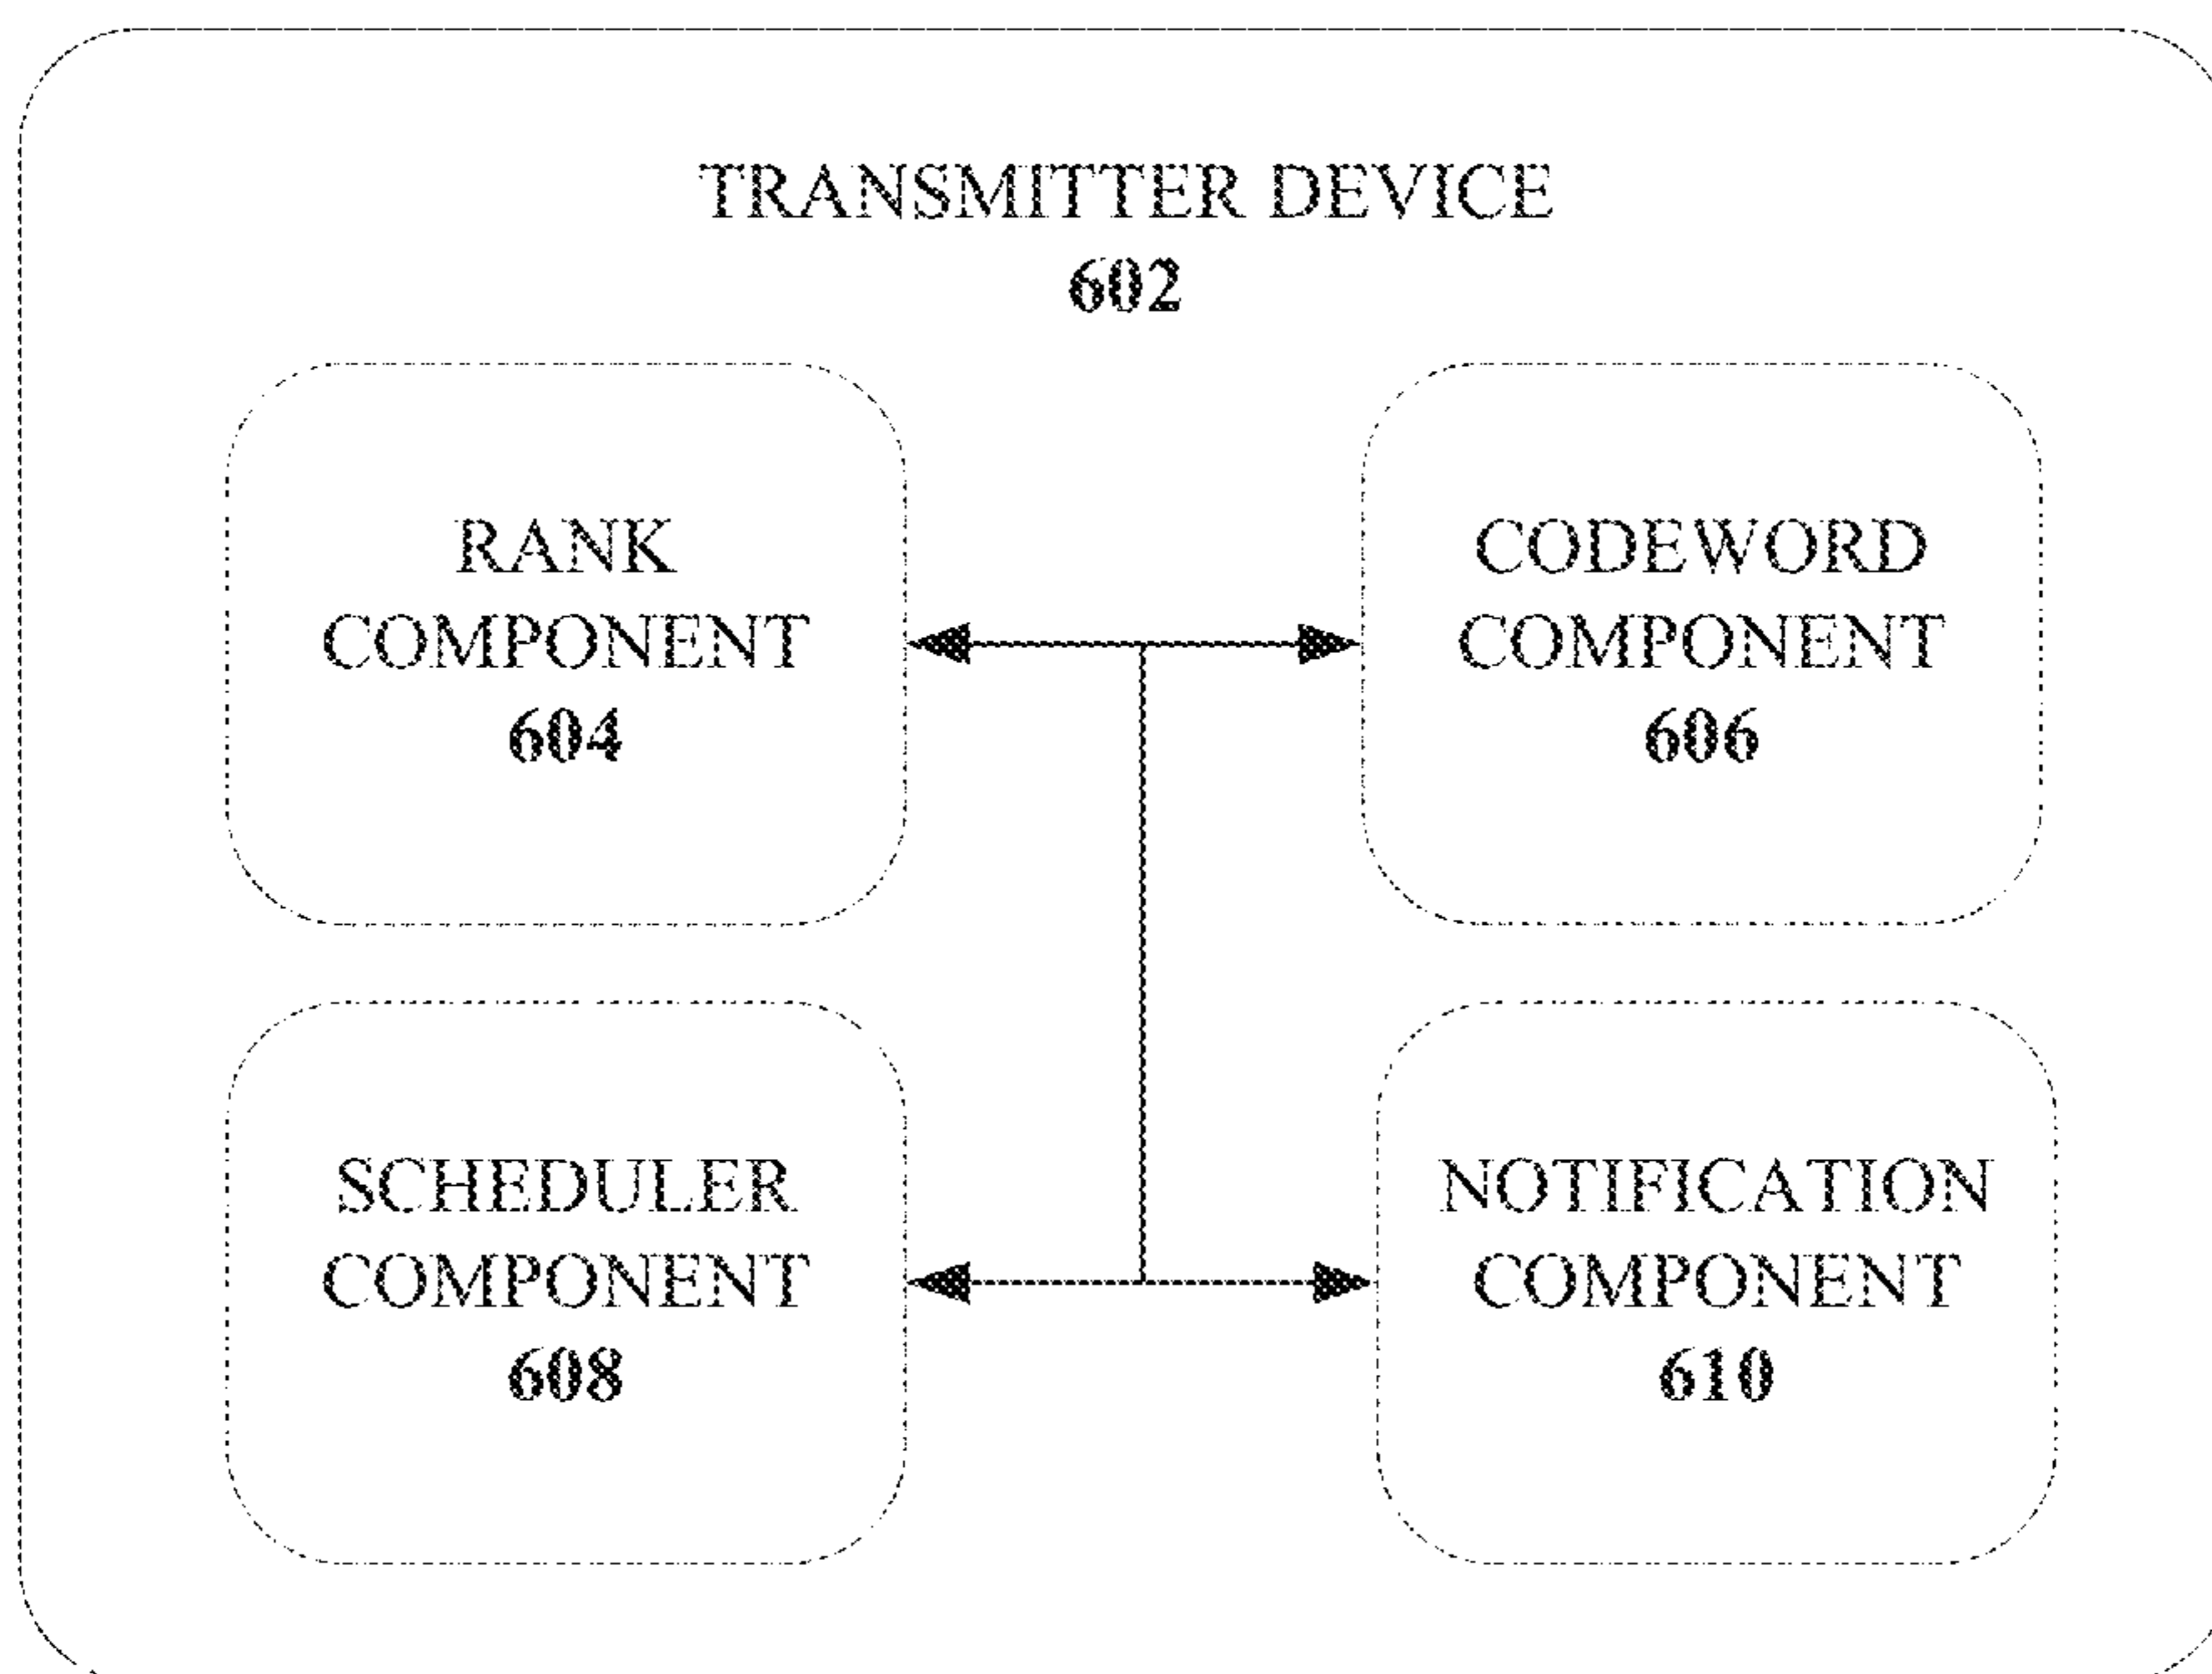 TRANSMITTER DEVICE
602
RANK
COMPONENT
604
CODEWORD
COMPONENT
606
SCHEDULER
COMPONENT
608
NOTIFICATION
COMPONENT
610